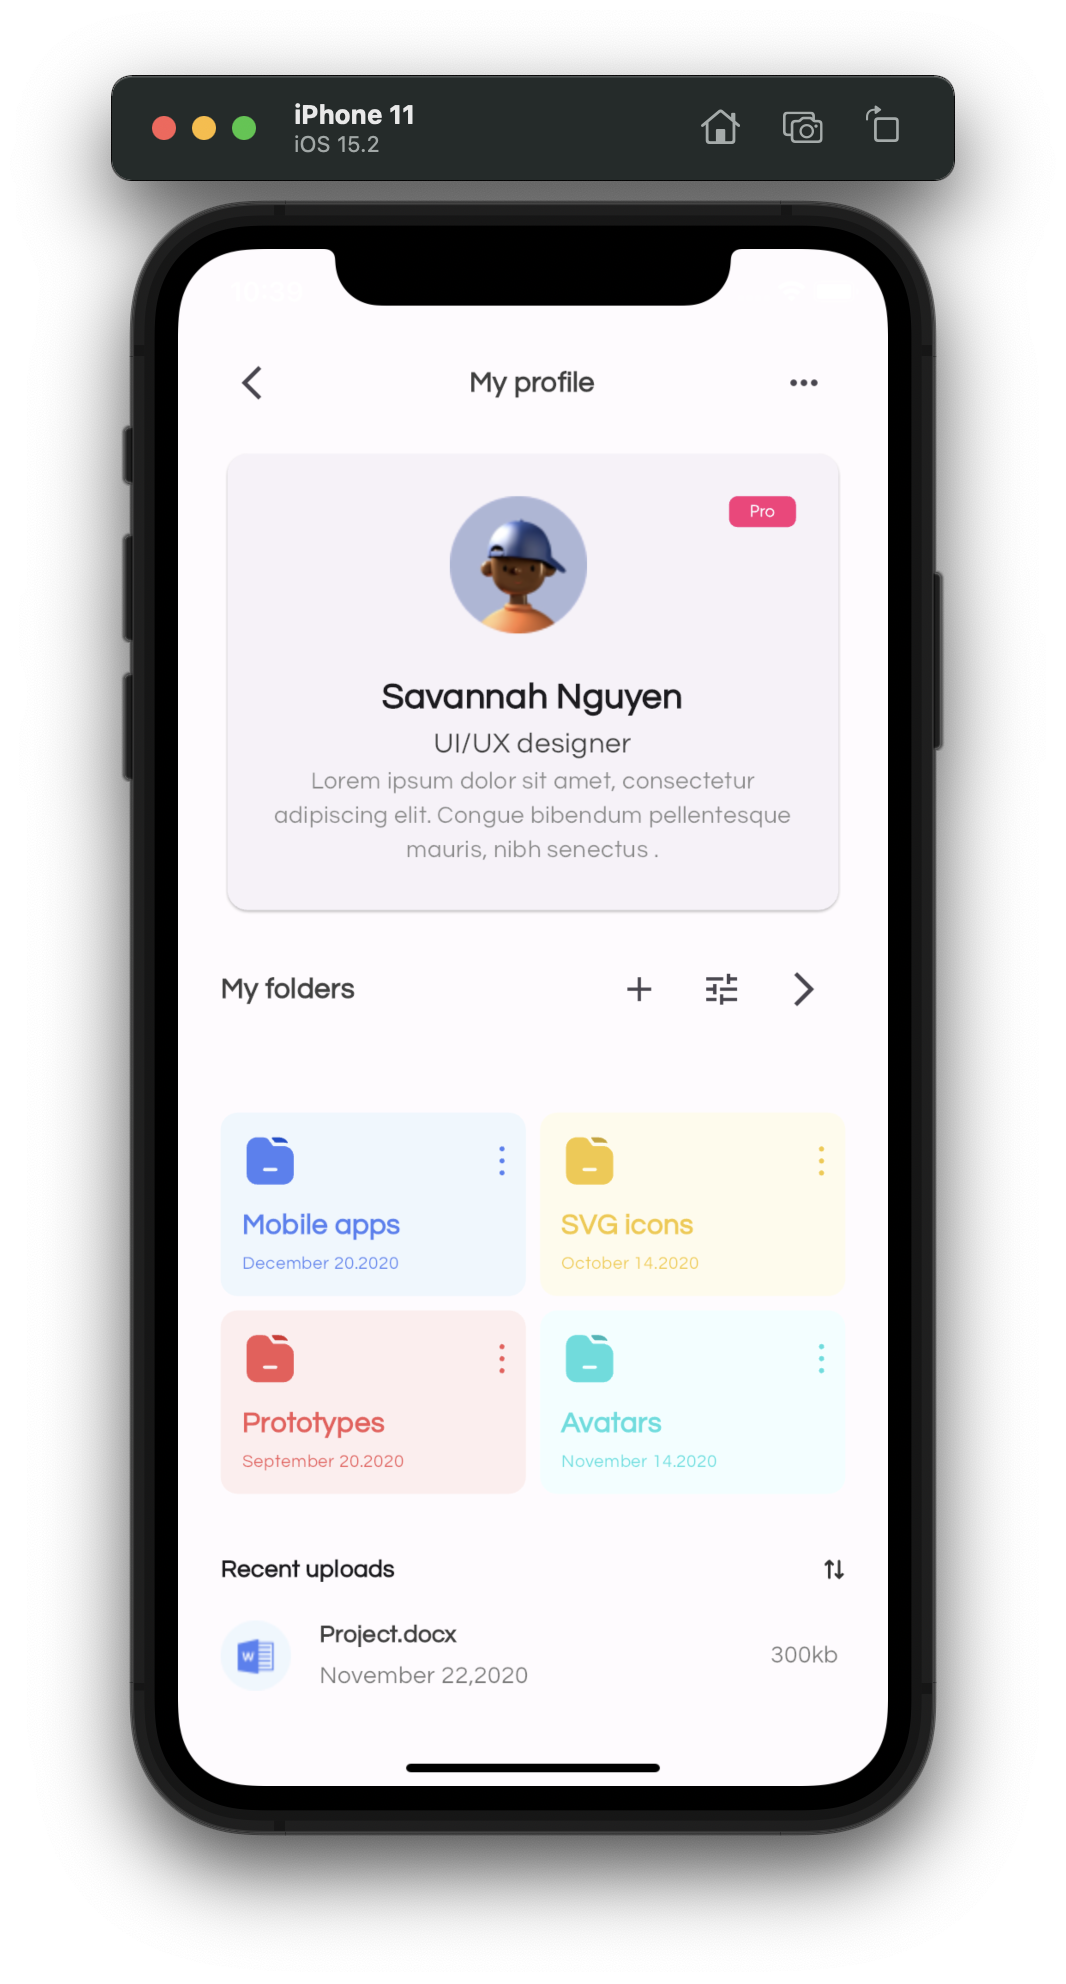 iPhone 11
iOS 15.2
My profile
Pro
Savannah Nguyen
UI/UX designer
Lorem ipsum dolor sit amet, consectetur
adipiscing elit. Congue bibendum pellentesque
mauris, nibh senectus .
My folders
Mobile apps
December 20.2020
SVG icons
October 14.2020
Prototypes
September 20.2020
Avatars
November 14.2020
Recent uploads
W
Project.docx
November 22,2020
300kb